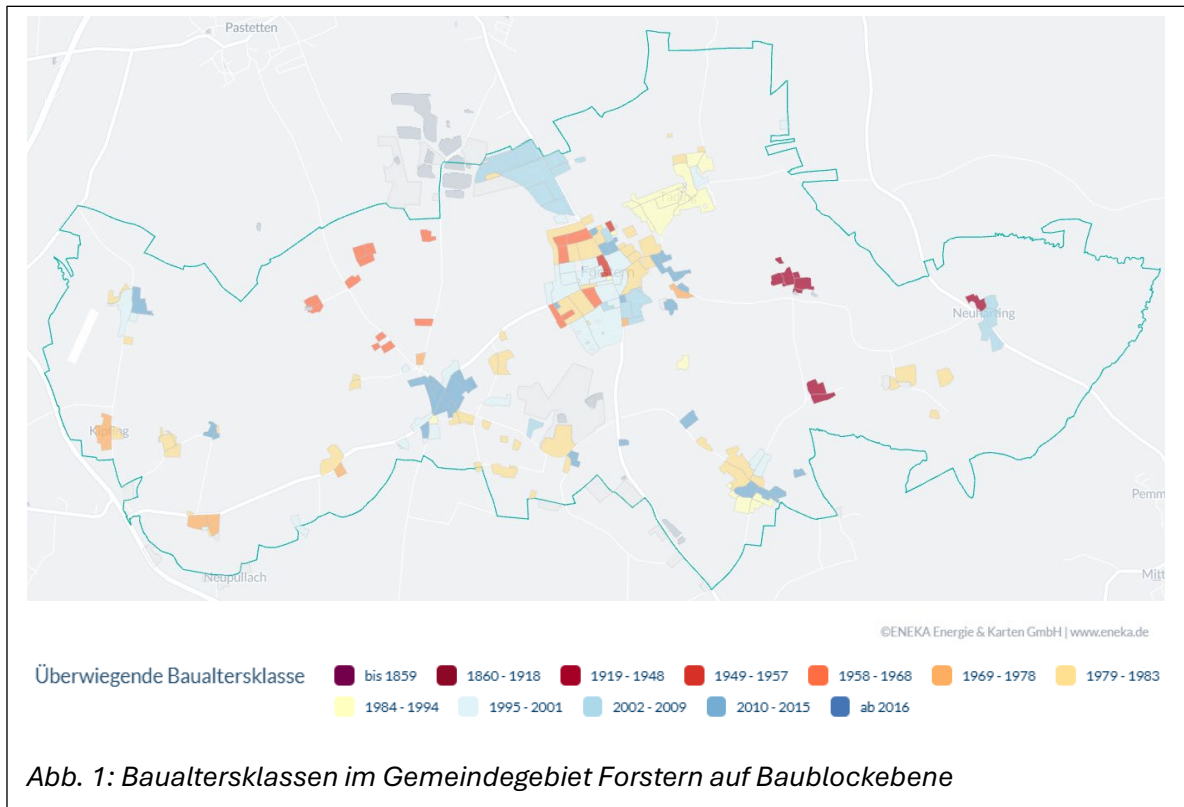 Pastetten
Tading
Forstern
Neuharting
Kipfing
Pemm
Neupullach
Mitt
©ENEKA Energie & Karten GmbH | www.eneka.de
Überwiegende Baualtersklasse
bis 1859
1860 - 1918
1919 - 1948
1949 - 1957
1958 - 1968
1969 - 1978
1979 - 1983
1984 - 1994
1995 - 2001
2002 - 2009
2010 - 2015
ab 2016
Abb. 1: Baualtersklassen im Gemeindegebiet Forstern auf Baublockebene